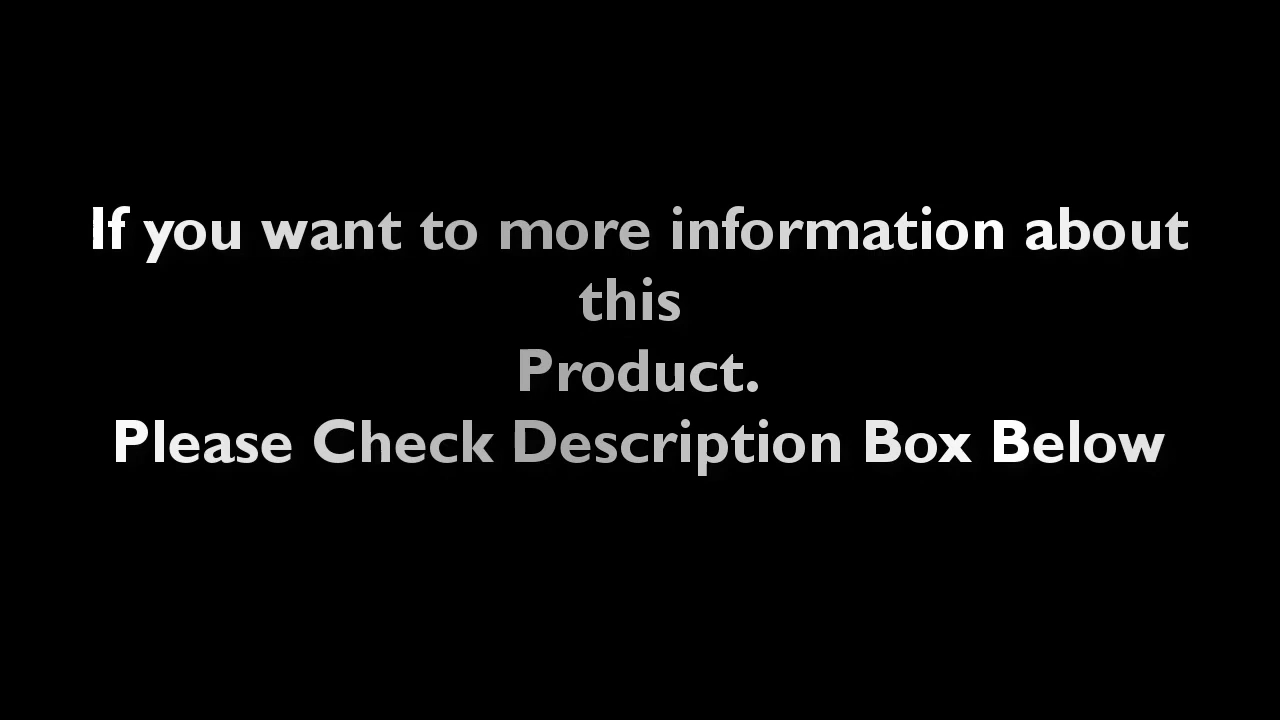 If you want to more information about
this
Product.
Please Check Description Box Below